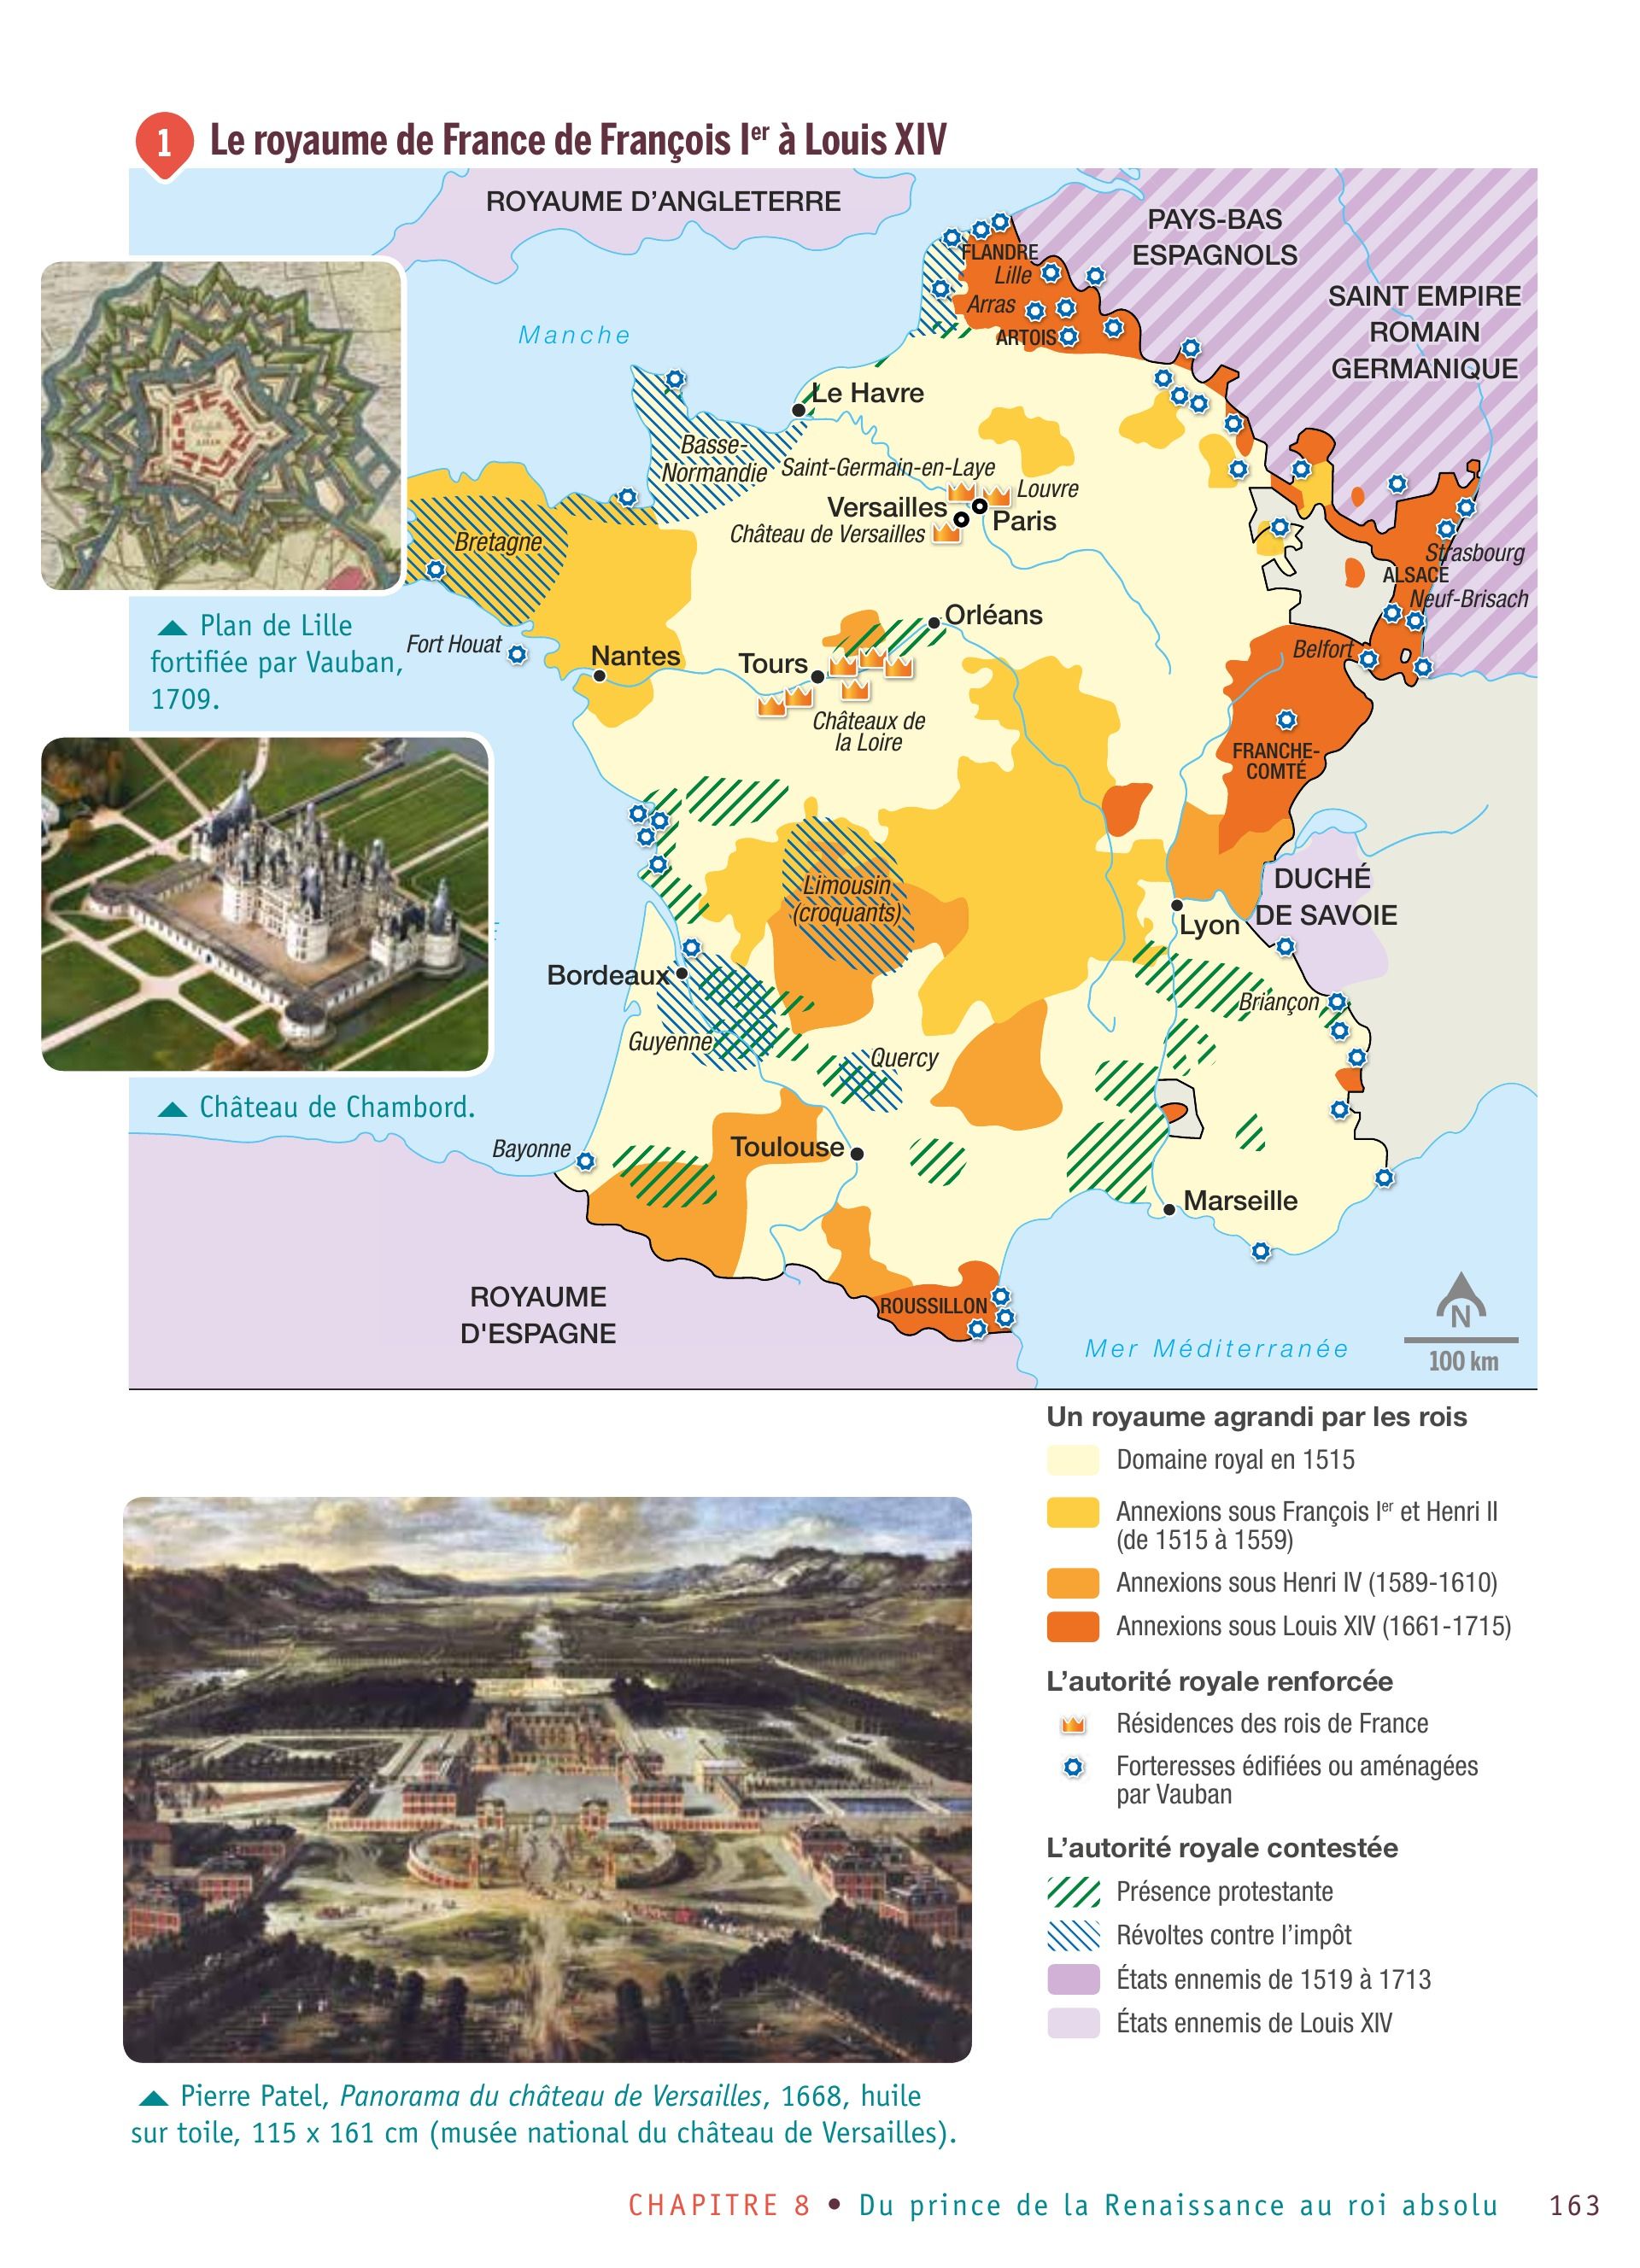 1 Le royaume de France de François Ier à Louis XIV
ROYAUME D'ANGLETERRE
PAYS-BAS
ESPAGNOLS
SAINT EMPIRE
ROMAIN
GERMANIQUE
FLANDRE
Lille
Arras
ARTOIS
Manche
Le Havre
Basse-
Normandie
Saint-Germain-en-Laye
Louvre
Versailles
Paris
Château de Versailles
Bretagne
Strasbourg
ALSACE
Neuf-Brisach
Plan de Lille
fortifiée par Vauban,
1709.
Fort Houat
Nantes
Tours
Orléans
Belfort
Châteaux de
la Loire
FRANCHE-
COMTÉ
Limousin
(croquants)
DUCHÉ
DE SAVOIE
Lyon
Bordeaux
Briançon
Guyenne
Quercy
Château de Chambord.
Bayonne
Toulouse
Marseille
ROYAUME
D'ESPAGNE
ROUSSILLON
Mer Méditerranée
N
100 km
Un royaume agrandi par les rois
Domaine royal en 1515
Annexions sous François Ier et Henri II
(de 1515 à 1559)
Annexions sous Henri IV (1589-1610)
Annexions sous Louis XIV (1661-1715)
L'autorité royale renforcée
Résidences des rois de France
Forteresses édifiées ou aménagées
par Vauban
L'autorité royale contestée
Présence protestante
Révoltes contre l'impôt
États ennemis de 1519 à 1713
États ennemis de Louis XIV
Pierre Patel, Panorama du château de Versailles, 1668, huile
sur toile, 115 x 161 cm (musée national du château de Versailles).
CHAPITRE 8 • Du prince de la Renaissance au roi absolu 163